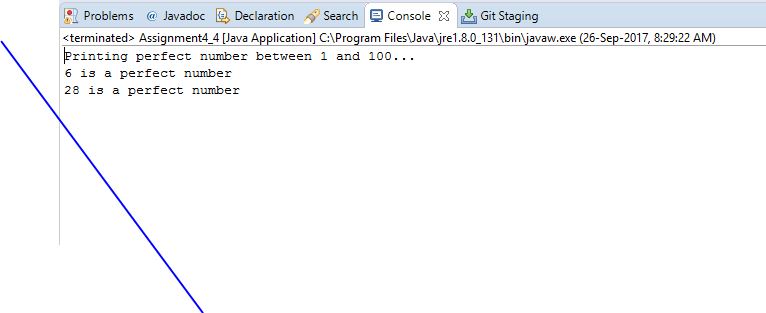 Problems @ Javadoc Declaration Search Console Git Staging
<terminated> Assignment4_4 [Java Application] C:\Program Files\Java\jre1.8.0_131\bin\javaw.exe (26-Sep-2017, 8:29:22 AM)
Printing perfect number between 1 and 100...
6 is a perfect number
28 is a perfect number